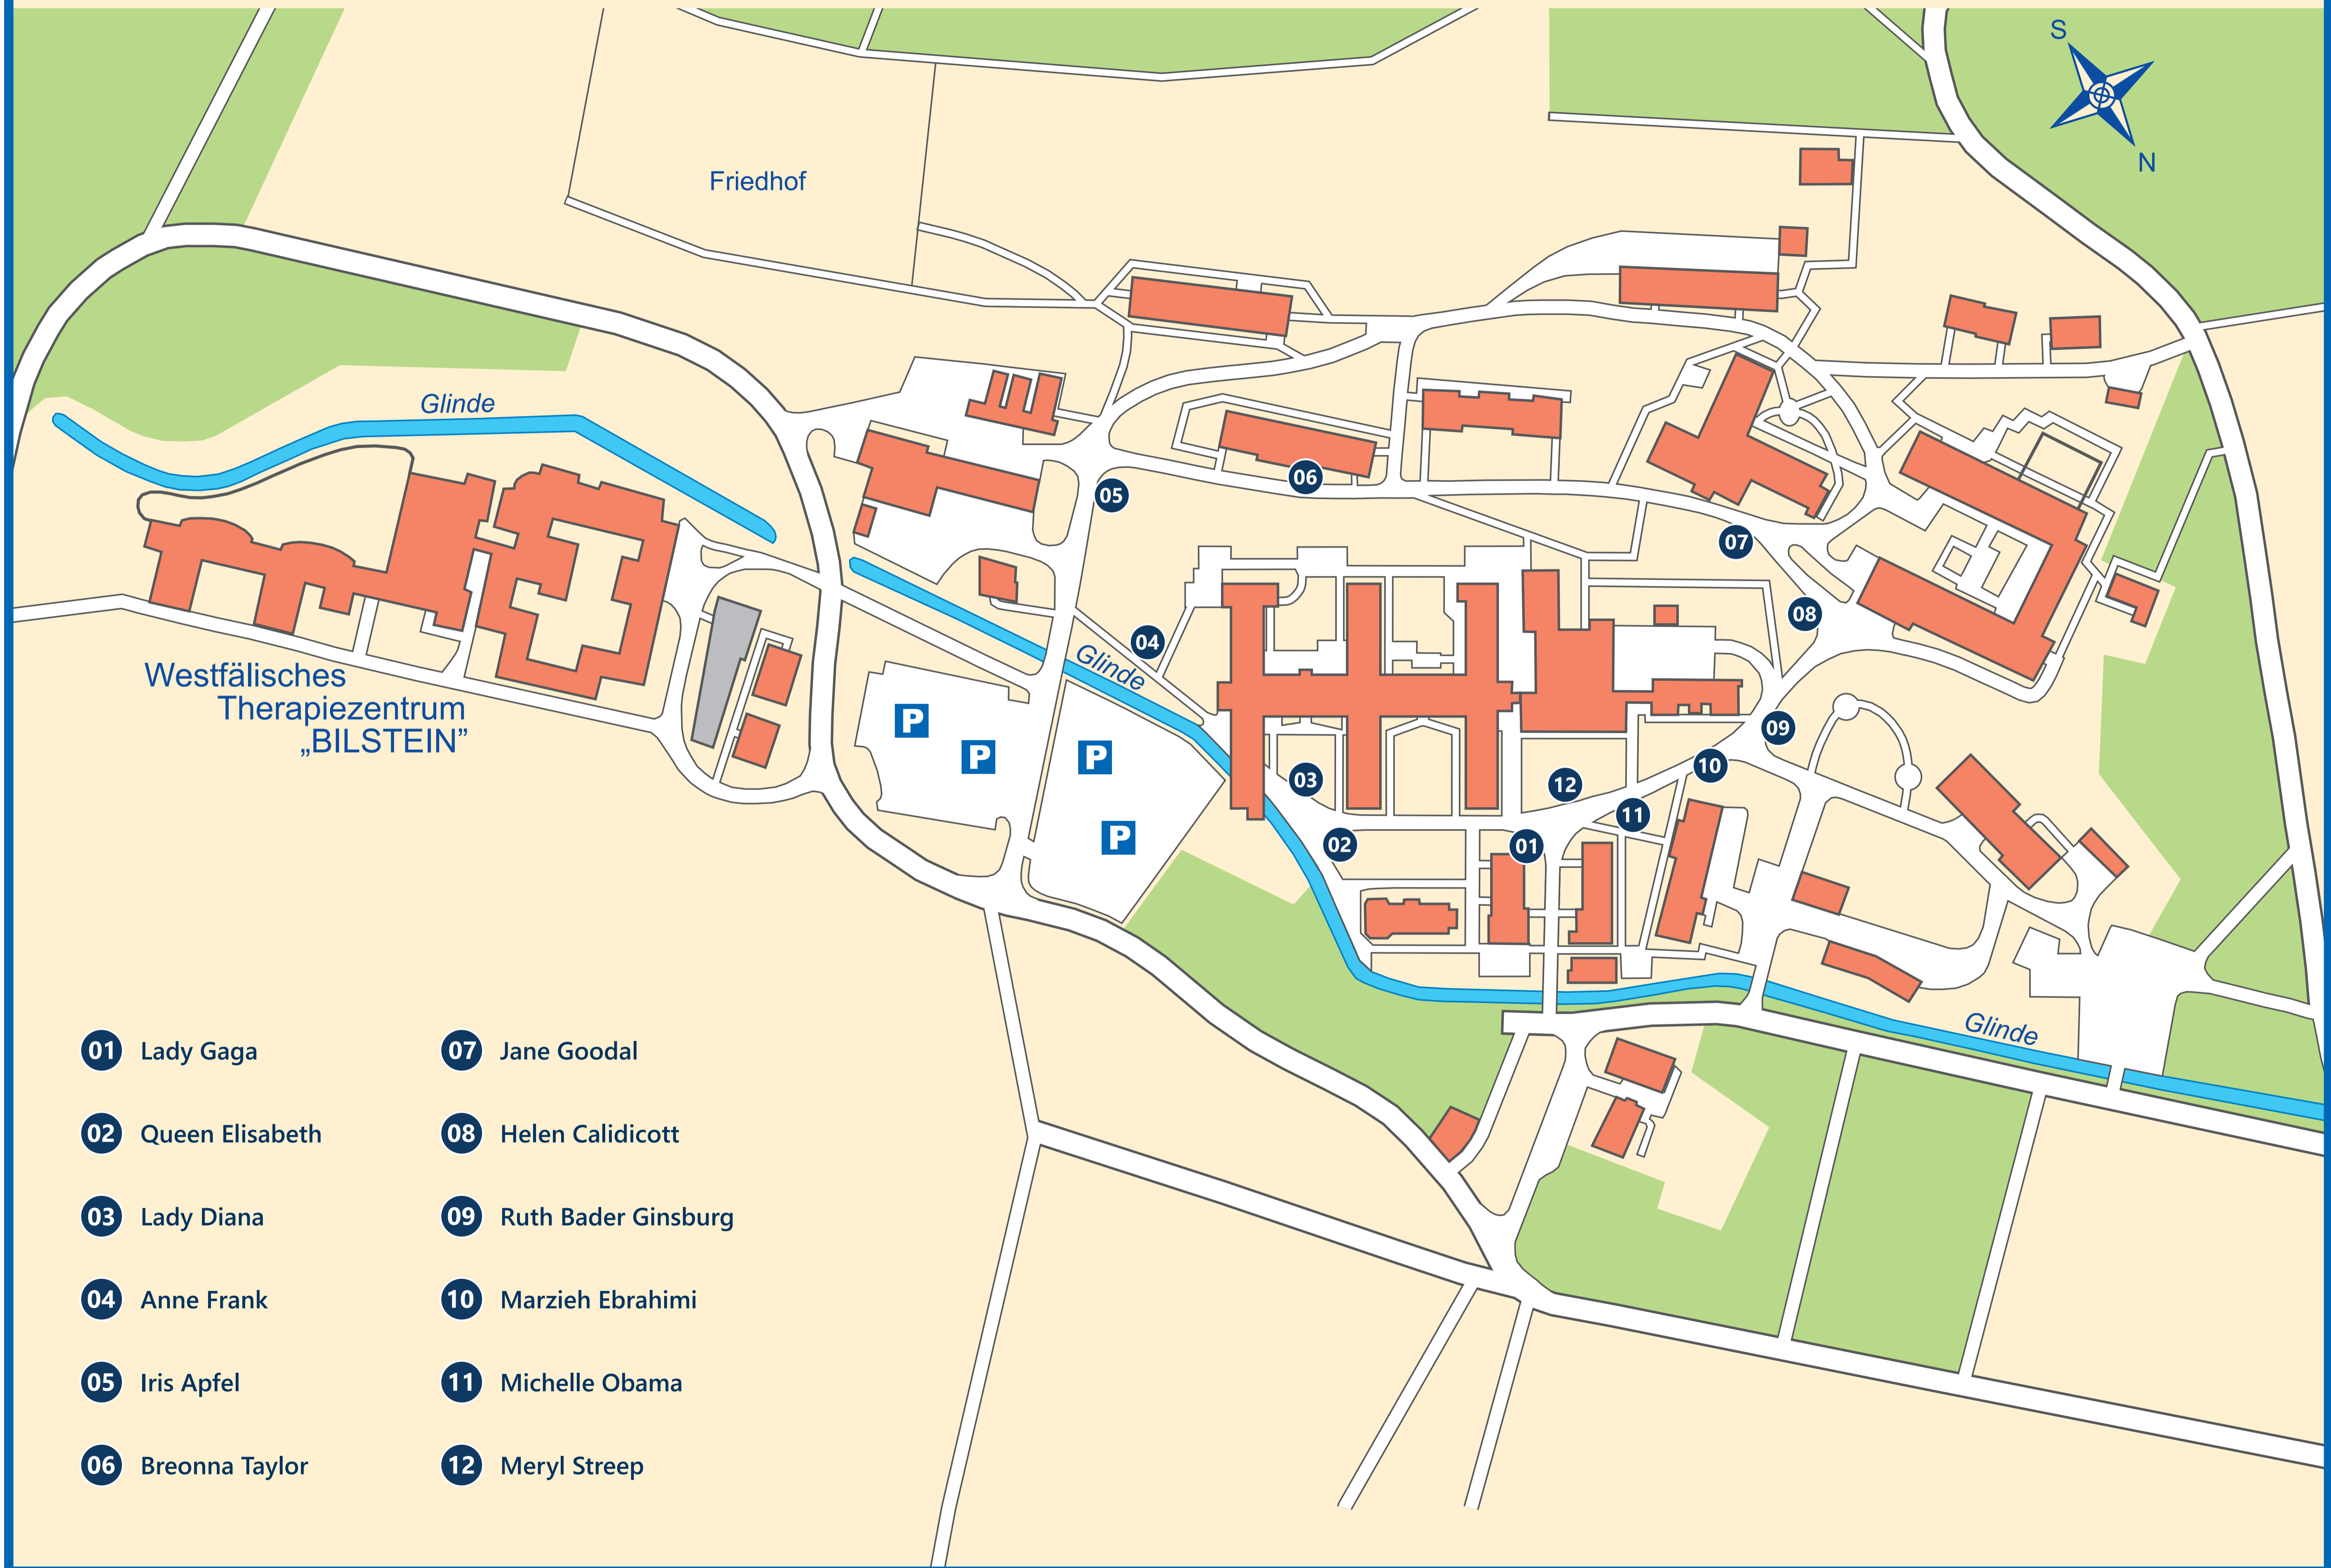 S
N
Friedhof
Glinde
06
05
07
08
04
Glinde
Westfälisches
Therapiezentrum
„BILSTEIN”
P
P
P
P
09
10
03
12
11
02
01
Glinde
01 Lady Gaga
02 Queen Elisabeth
03 Lady Diana
04 Anne Frank
05 Iris Apfel
06 Breonna Taylor
07 Jane Goodal
08 Helen Calidicott
09 Ruth Bader Ginsburg
10 Marzieh Ebrahimi
11 Michelle Obama
12 Meryl Streep